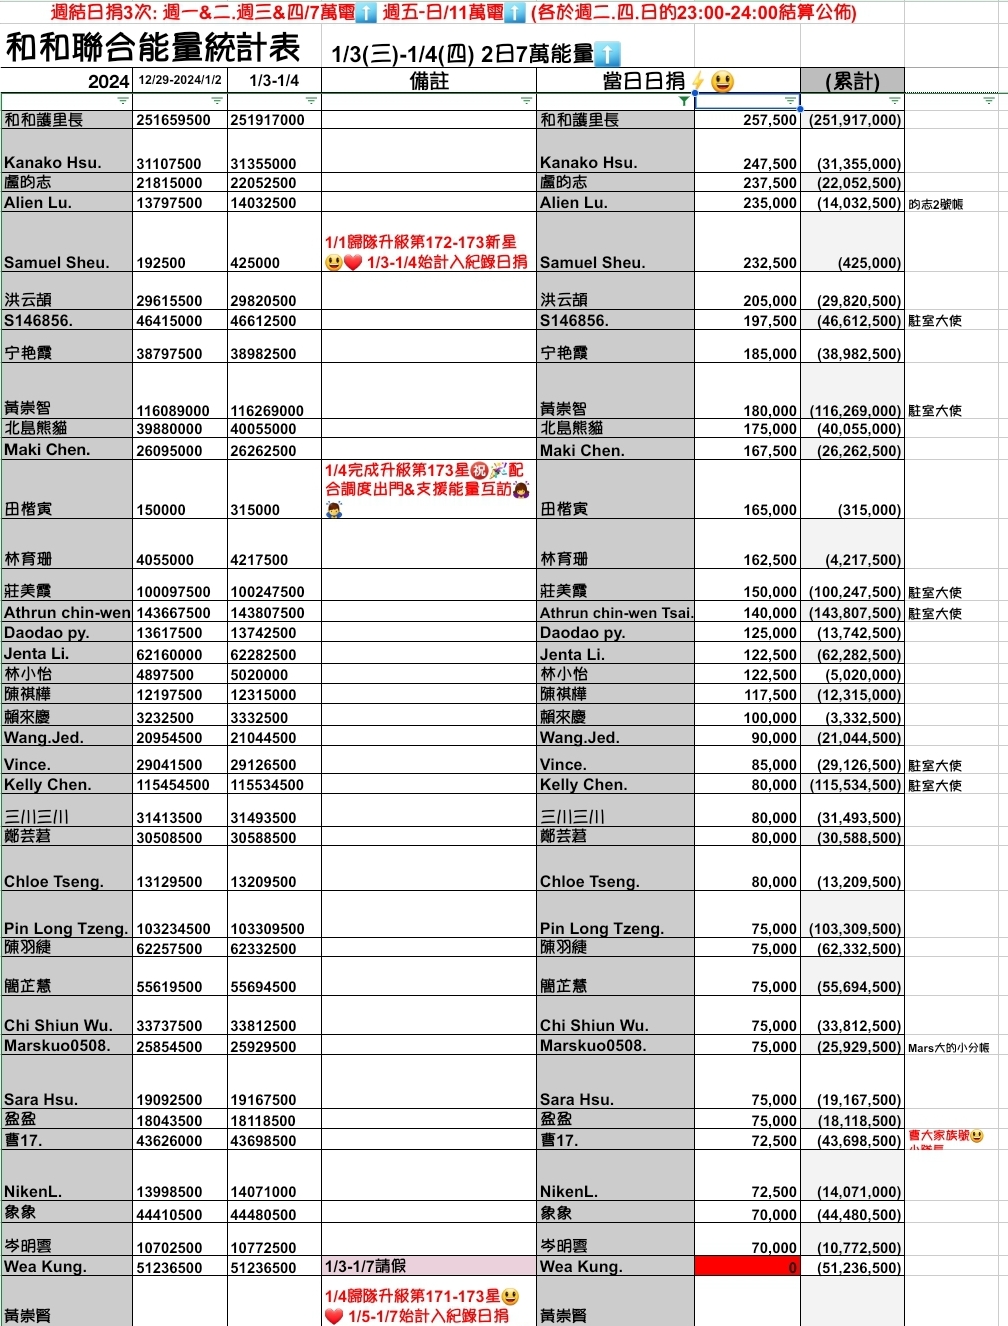 週結日捐3次: 週一&二.週三&四/7萬電⬆️ 週五-日/11萬電⬆️ (各於週二.四.日的23:00-24:00結算公佈)
和和聯合能量統計表 1/3(三)-1/4(四) 2日7萬能量⬆️
2024 12/29-2024/1/2 1/3-1/4 備註 當日日捐⚡😃 (累計)
和和護里長 251659500 251917000 和和護里長 257,500 (251,917,000)
Kanako Hsu. 31107500 31355000 Kanako Hsu. 247,500 (31,355,000)
盧昀志 21815000 22052500 盧昀志 237,500 (22,052,500)
Alien Lu. 13797500 14032500 Alien Lu. 235,000 (14,032,500) 昀志2號帳
1/1歸隊升級第172-173新星
Samuel Sheu. 192500 425000 😃❤️ 1/3-1/4始計入紀錄日捐 Samuel Sheu. 232,500 (425,000)
洪云頡 29615500 29820500 洪云頡 205,000 (29,820,500)
S146856. 46415000 46612500 S146856. 197,500 (46,612,500) 駐室大使
宁艳霞 38797500 38982500 宁艳霞 185,000 (38,982,500)
黃崇智 116089000 116269000 黃崇智 180,000 (116,269,000) 駐室大使
北島熊貓 39880000 40055000 北島熊貓 175,000 (40,055,000)
Maki Chen. 26095000 26262500 Maki Chen. 167,500 (26,262,500)
1/4完成升級第173星㊗️🎉配
合調度出門&支援能量互訪🙇‍♀️
田楷寅 150000 315000 🙇‍♂️ 田楷寅 165,000 (315,000)
林育珊 4055000 4217500 林育珊 162,500 (4,217,500)
莊美霞 100097500 100247500 莊美霞 150,000 (100,247,500) 駐室大使
Athrun chin-wen 143667500 143807500 Athrun chin-wen Tsai. 140,000 (143,807,500) 駐室大使
Daodao py. 13617500 13742500 Daodao py. 125,000 (13,742,500)
Jenta Li. 62160000 62282500 Jenta Li. 122,500 (62,282,500)
林小怡 4897500 5020000 林小怡 122,500 (5,020,000)
陳祺樺 12197500 12315000 陳祺樺 117,500 (12,315,000)
賴來慶 3232500 3332500 賴來慶 100,000 (3,332,500)
Wang.Jed. 20954500 21044500 Wang.Jed. 90,000 (21,044,500)
Vince. 29041500 29126500 Vince. 85,000 (29,126,500) 駐室大使
Kelly Chen. 115454500 115534500 Kelly Chen. 80,000 (115,534,500) 駐室大使
三川三川 31413500 31493500 三川三川 80,000 (31,493,500)
鄭芸莙 30508500 30588500 鄭芸莙 80,000 (30,588,500)
Chloe Tseng. 13129500 13209500 Chloe Tseng. 80,000 (13,209,500)
Pin Long Tzeng. 103234500 103309500 Pin Long Tzeng. 75,000 (103,309,500)
陳羽緁 62257500 62332500 陳羽緁 75,000 (62,332,500)
簡芷慧 55619500 55694500 簡芷慧 75,000 (55,694,500)
Chi Shiun Wu. 33737500 33812500 Chi Shiun Wu. 75,000 (33,812,500)
Marskuo0508. 25854500 25929500 Marskuo0508. 75,000 (25,929,500) Mars大的小分帳
Sara Hsu. 19092500 19167500 Sara Hsu. 75,000 (19,167,500)
盈盈 18043500 18118500 盈盈 75,000 (18,118,500)
曹17. 43626000 43698500 曹17. 72,500 (43,698,500) 曹大家族號😃
NikenL. 13998500 14071000 NikenL. 72,500 (14,071,000)
象象 44410500 44480500 象象 70,000 (44,480,500)
岑明雲 10702500 10772500 岑明雲 70,000 (10,772,500)
Wea Kung. 51236500 51236500 1/3-1/7請假 Wea Kung. 0 (51,236,500)
1/4歸隊升級第171-173星😃
黃崇賢 ❤️ 1/5-1/7始計入紀錄日捐 黃崇賢